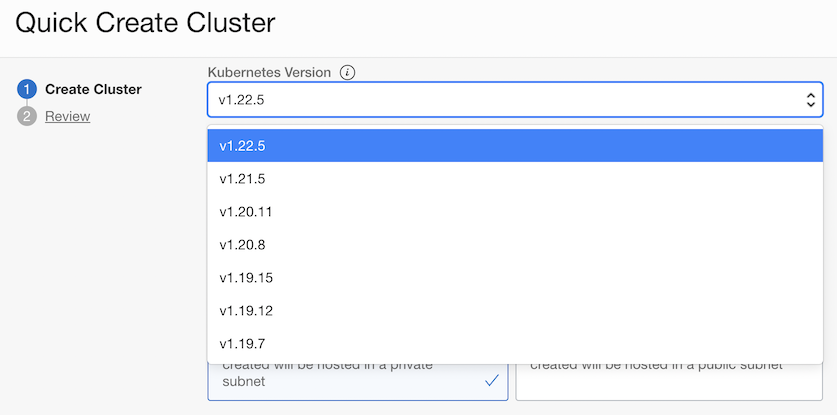 Quick Create Cluster
1 Create Cluster
2 Review
Kubernetes Version i
v1.22.5
v1.22.5
v1.21.5
v1.20.11
v1.20.8
v1.19.15
v1.19.12
v1.19.7
created will be hosted in a private
subnet
created will be hosted in a public subnet